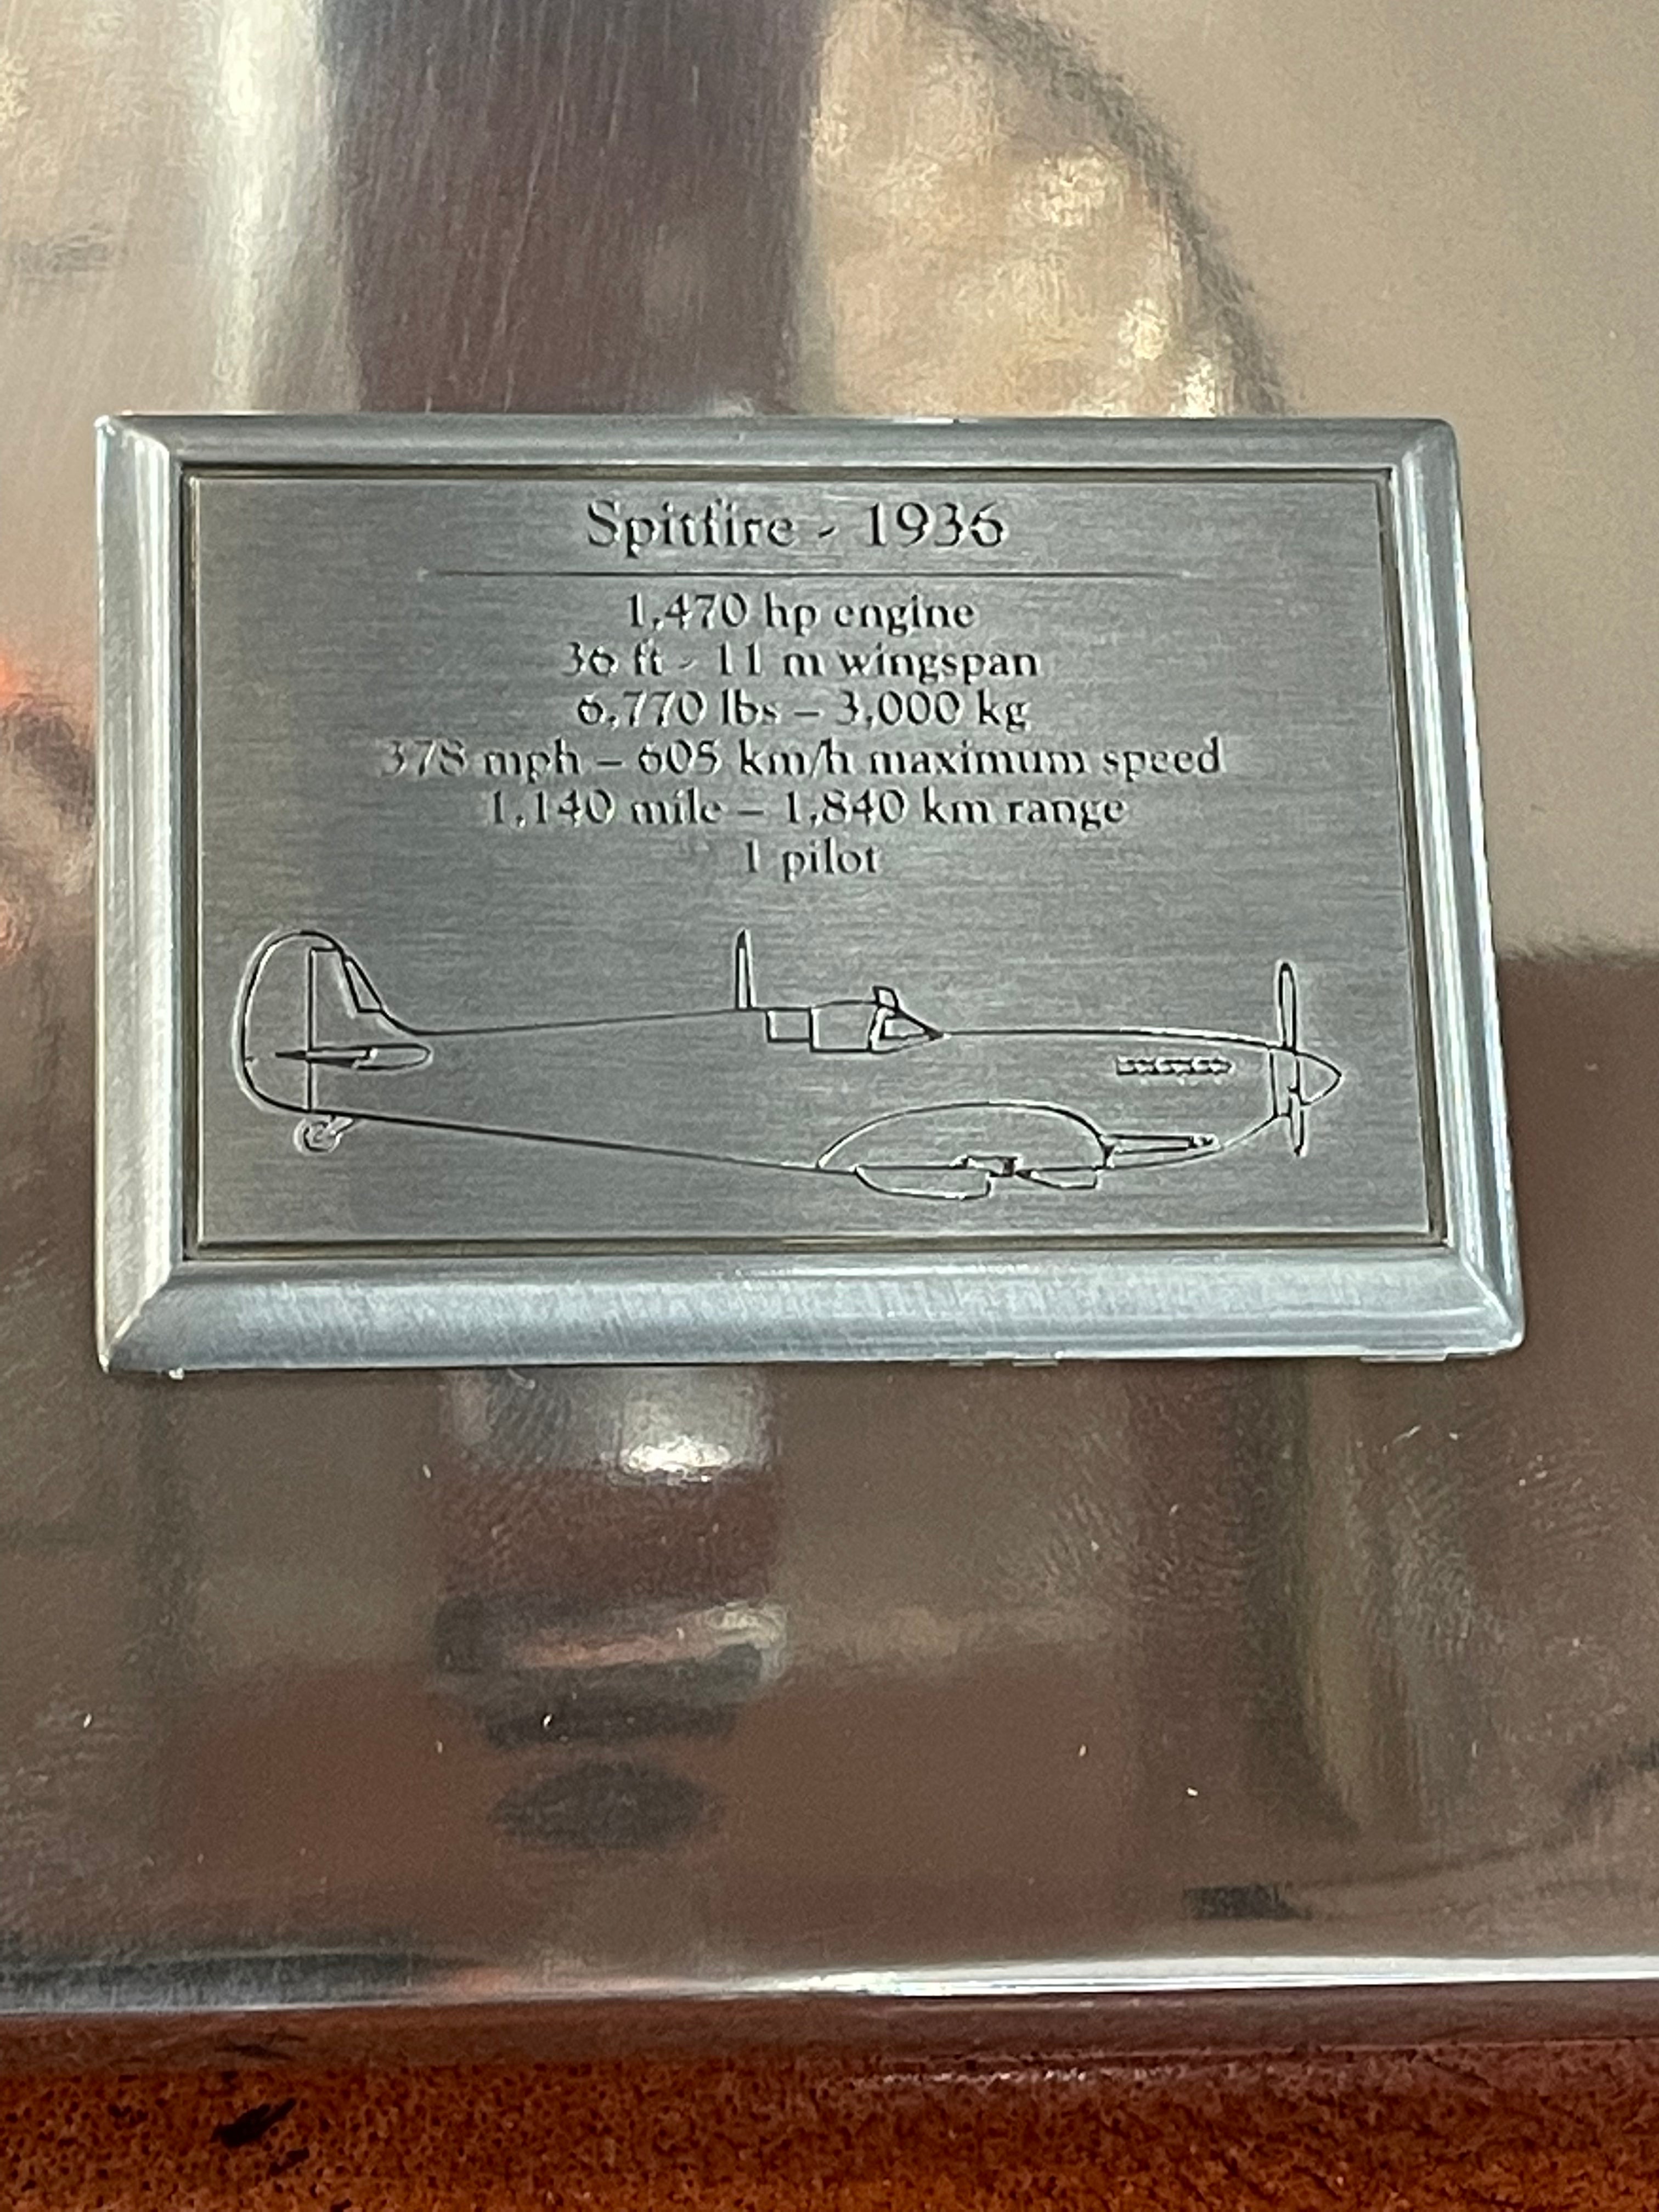 Spitfire - 1936
1,470 hp engine
36 ft - 11 m wingspan
6,770 lbs – 3,000 kg
378 mph – 605 km/h maximum speed
1,140 mile – 1,840 km range
1 pilot